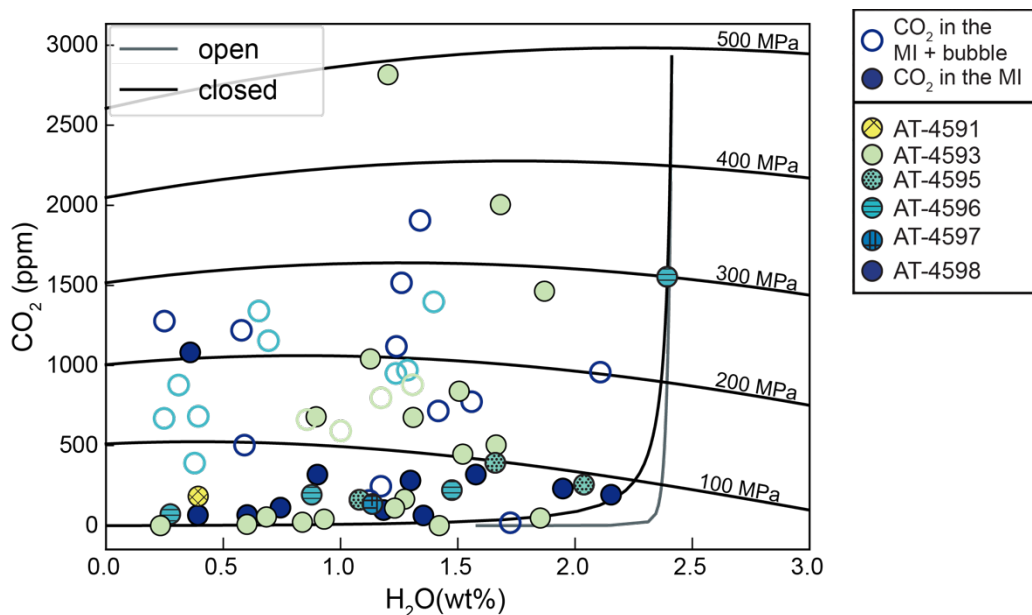 3000
2500
2000
1500
1000
500
0
CO₂ (ppm)
open
closed
500 MPa
400 MPa
300 MPa
200 MPa
100 MPa
0.0
0.5
1.0
1.5
2.0
2.5
3.0
H₂O(wt%)
CO₂ in the
MI + bubble
CO₂ in the MI
AT-4591
AT-4593
AT-4595
AT-4596
AT-4597
AT-4598